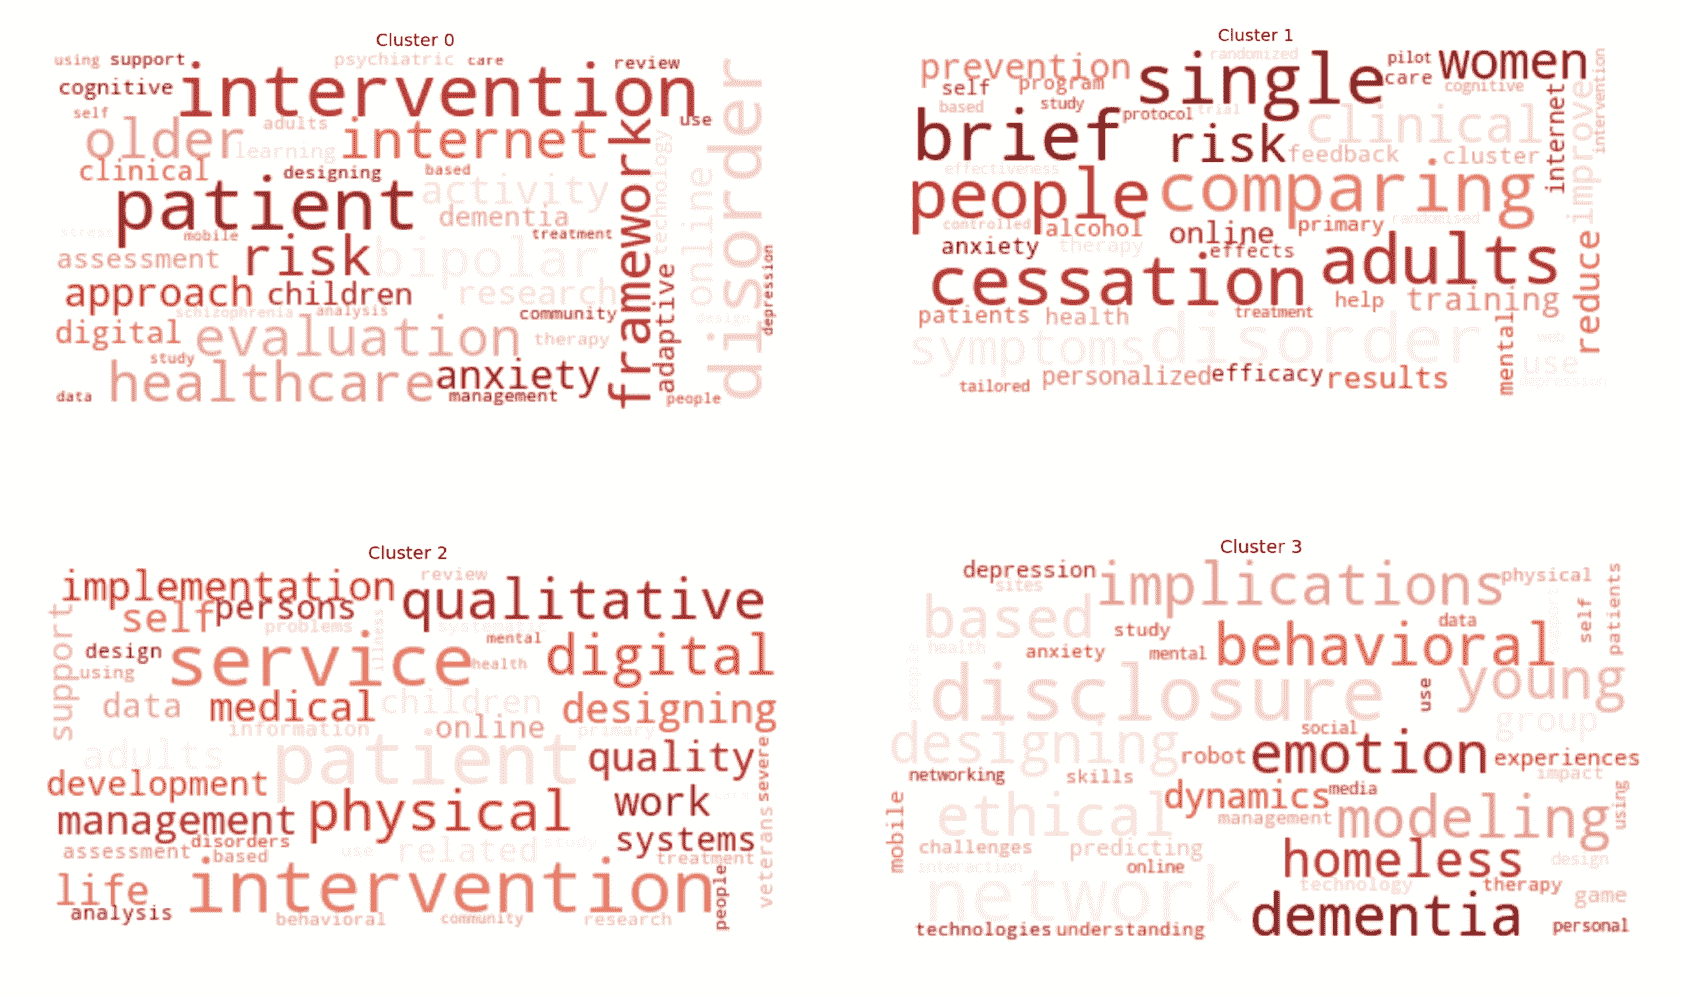 Cluster 0
using support psychiatric care review
cognitive intervention disorder
self use
older adults internet
learning technology
clinical designing based framework
patient activity online
dementia
stress mobile treatment
assessment risk bipolar depression
approach children research adaptive
schizophrenia analysis community design
digital evaluation therapy
study
healthcare anxiety
data management people
Cluster 1
prevention single randomized pilot women
self program care cognitive intervention
based study protocol trial internet
brief risk clinical improve
feedback cluster
effectiveness
people comparing
controlled alcohol primary randomised
anxiety therapy online effects
cessation adults reduce
help training
patients health treatment
symptoms disorder mental web
use
tailored personalized efficacy results depression
Cluster 2
implementation review qualitative
self persons problems systematic
support illness mental
design service health digital
using
data medical children designing
information online primary
adults patient quality severe
development
management physical work
disorders systems
assessment based use related study treatment veterans
life intervention people
analysis behavioral community research
Cluster 3
depression sites implications physical patients
based study data self
health anxiety mental behavioral
people disclosure use young
social group
designing robot emotion experiences
networking skills impact
mobile dynamics media
ethical management modeling using
challenges predicting homeless design
interaction online
network technology therapy game
technologies understanding dementia personal